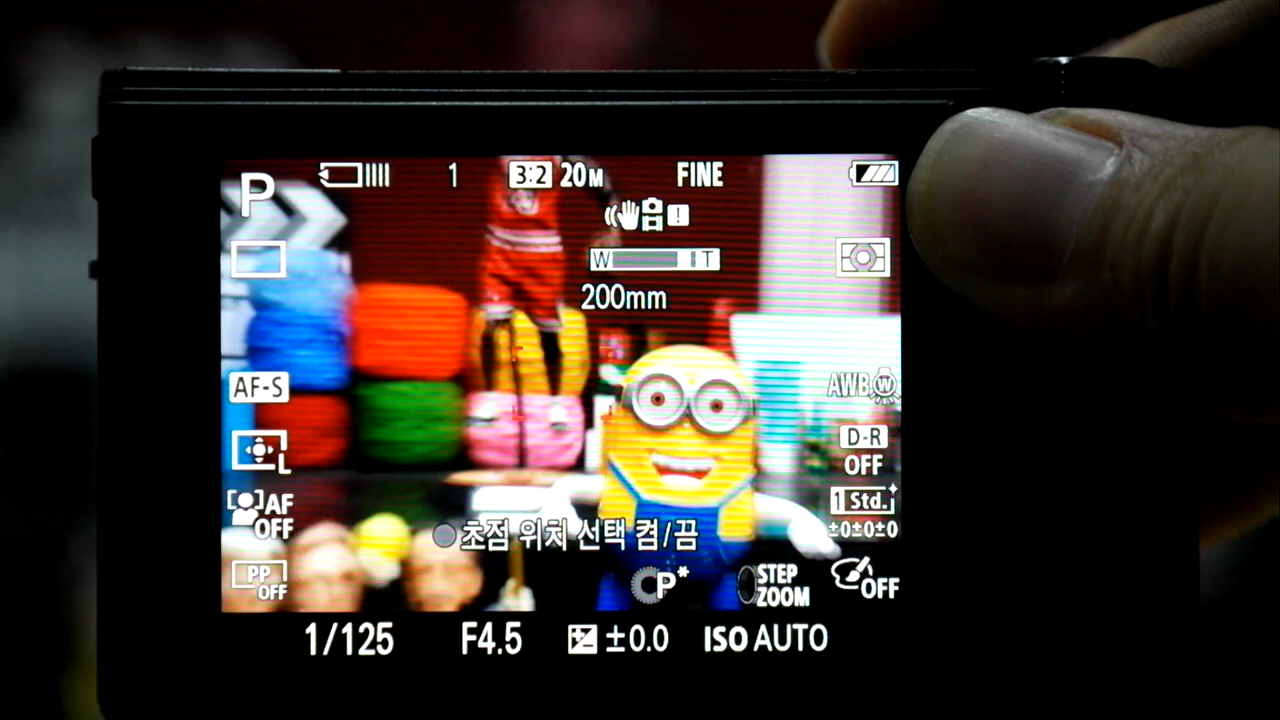 P
1 3:2 20M FINE
W T
200mm
AF-S
AWB W
L
D-R
OFF
1 Std.
AF
OFF
±0±0±0
초점 위치 선택 켬/끔
PP
OFF
P*
STEP
ZOOM
OFF
1/125 F4.5 ±0.0 ISO AUTO